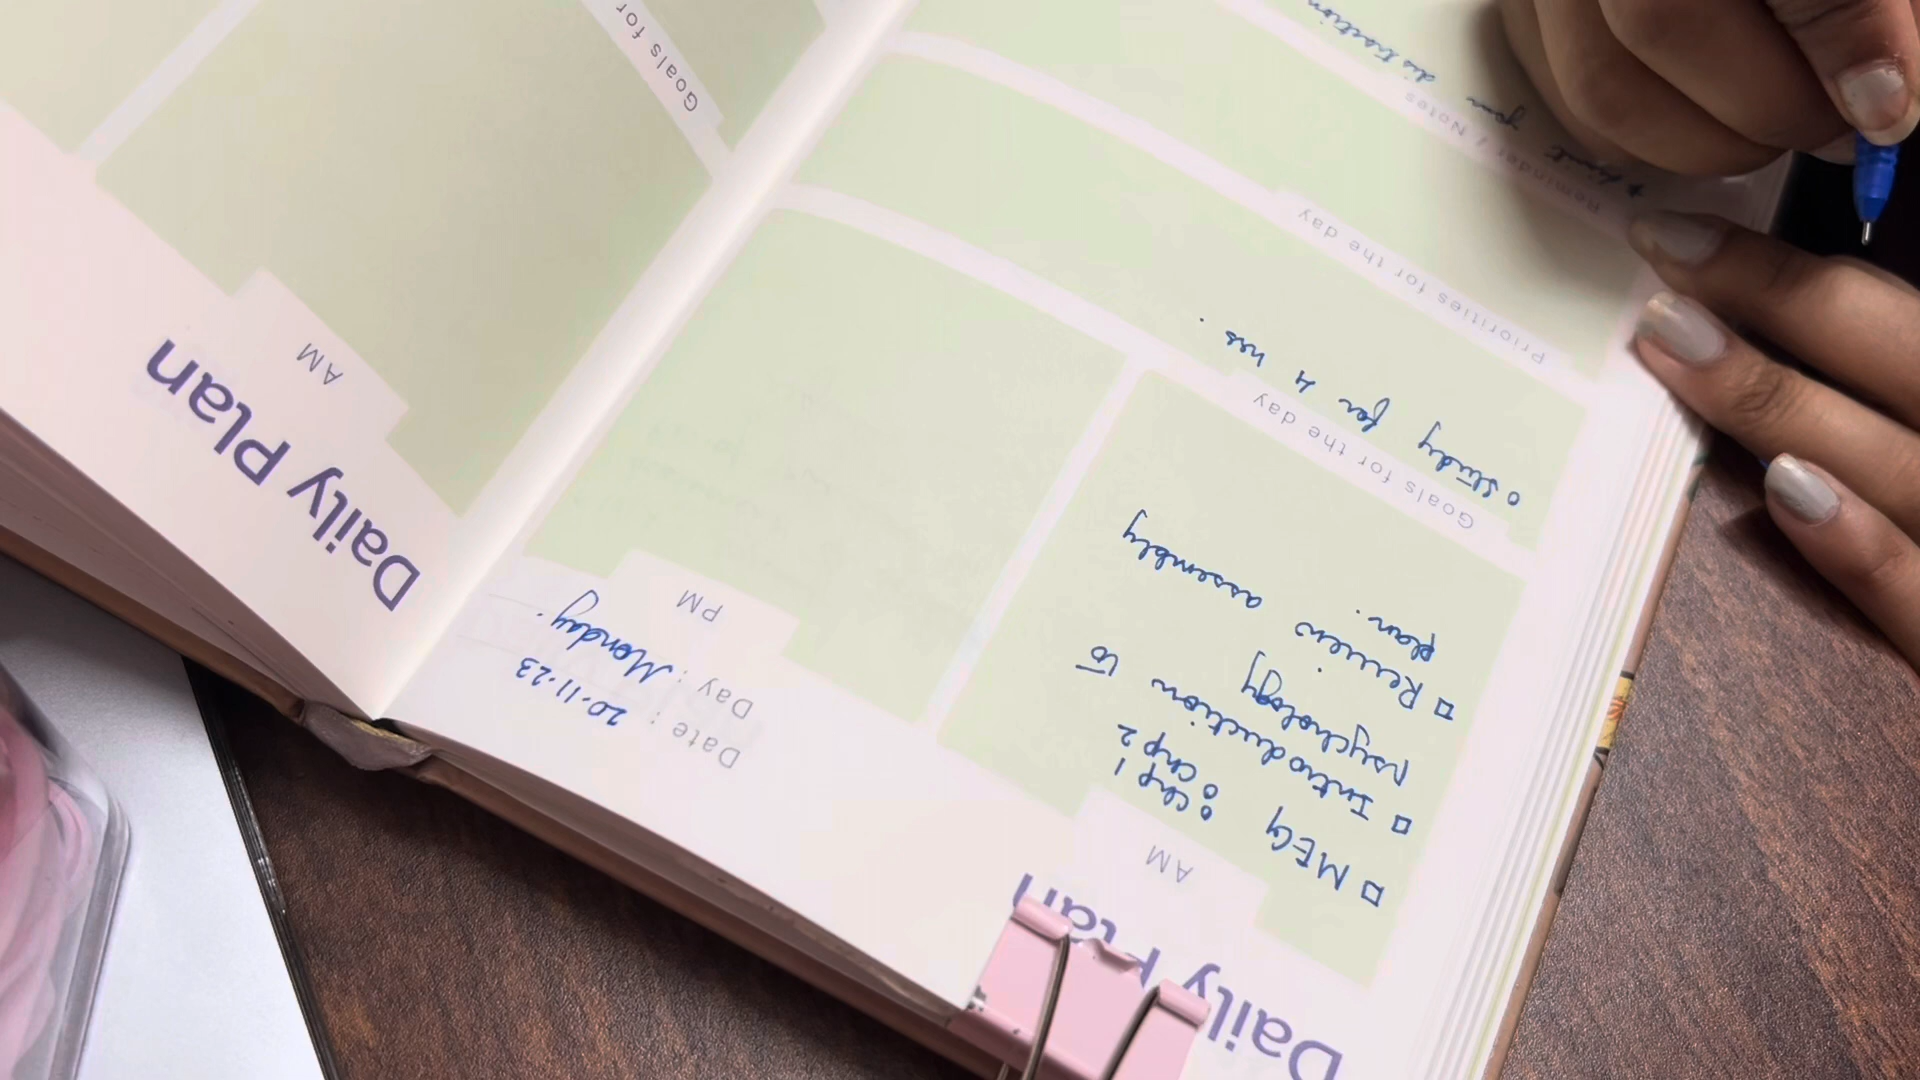 Daily Plan
Date : 20.11.23
Day : Monday.
AM
□ MEG o Chp 1
o Chp 2
□ Introduction to
Psychology
□ Review assembly
plan.
PM
Goals for the day
o study for 4 hrs.
Priorities for the day
Reminder / Notes
your
distraction
Daily Plan
AM
Goals for